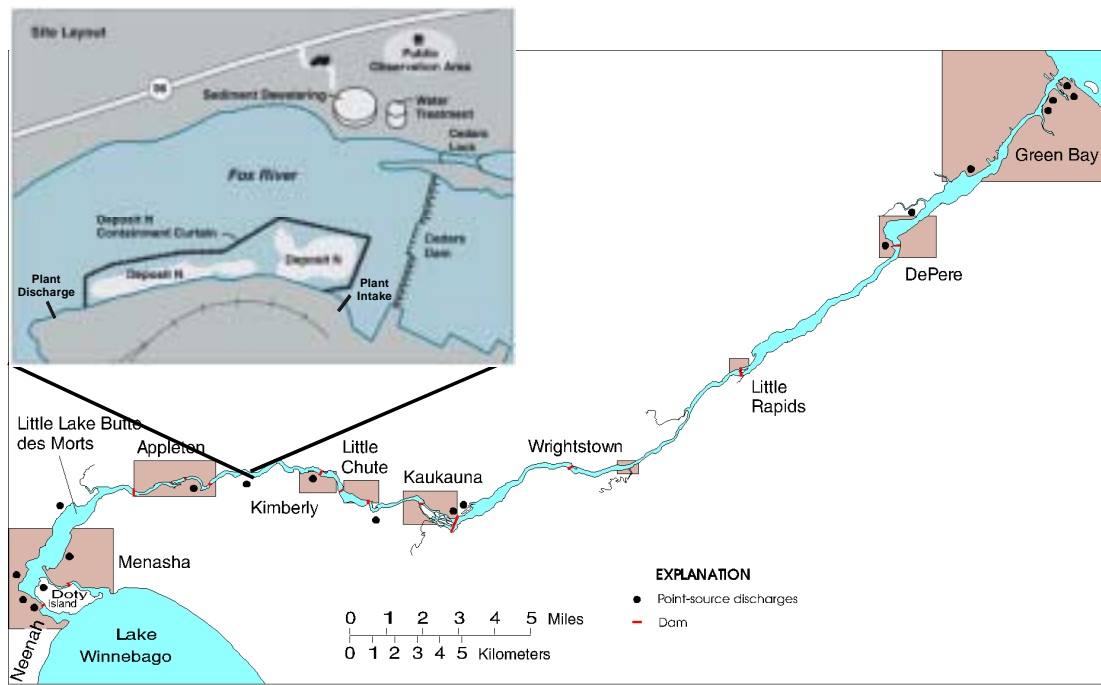 Site Layout
96
Public
Observation Area
Sediment Dewatering
Water
Treatment
Cedars
Lock
Fox River
Deposit N
Containment Curtain
Deposit N
Deposit N
Cedars
Dam
Plant
Discharge
Plant
Intake
Green Bay
DePere
Little
Rapids
Wrightstown
Little Lake Butte
des Morts
Appleton
Little
Chute
Kaukauna
Kimberly
Menasha
Doty
Island
Neenah
Lake
Winnebago
0 1 2 3 4 5 Miles
0 1 2 3 4 5 Kilometers
EXPLANATION
Point-source discharges
Dam